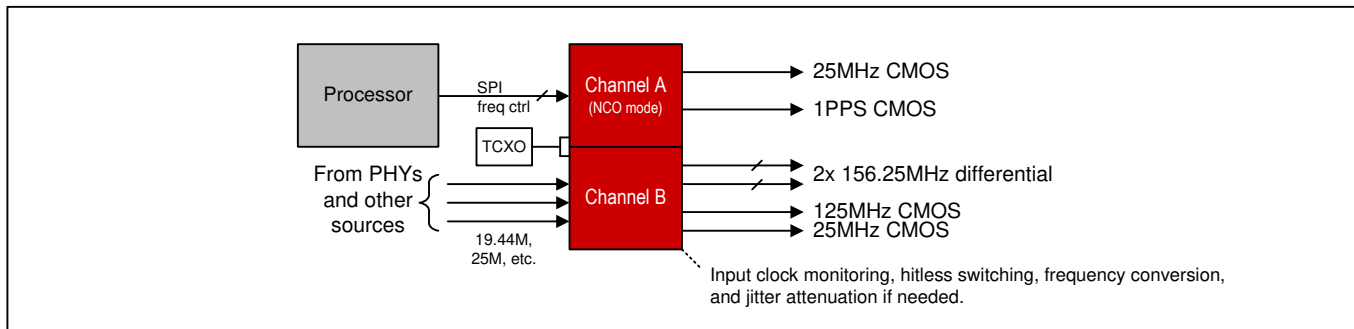 Processor
SPI
freq ctrl
TCXO
Channel A
(NCO mode)
25MHz CMOS
1PPS CMOS
From PHYs
and other
sources
19.44M,
25M, etc.
Channel B
2x 156.25MHz differential
125MHz CMOS
25MHz CMOS
Input clock monitoring, hitless switching, frequency conversion,
and jitter attenuation if needed.